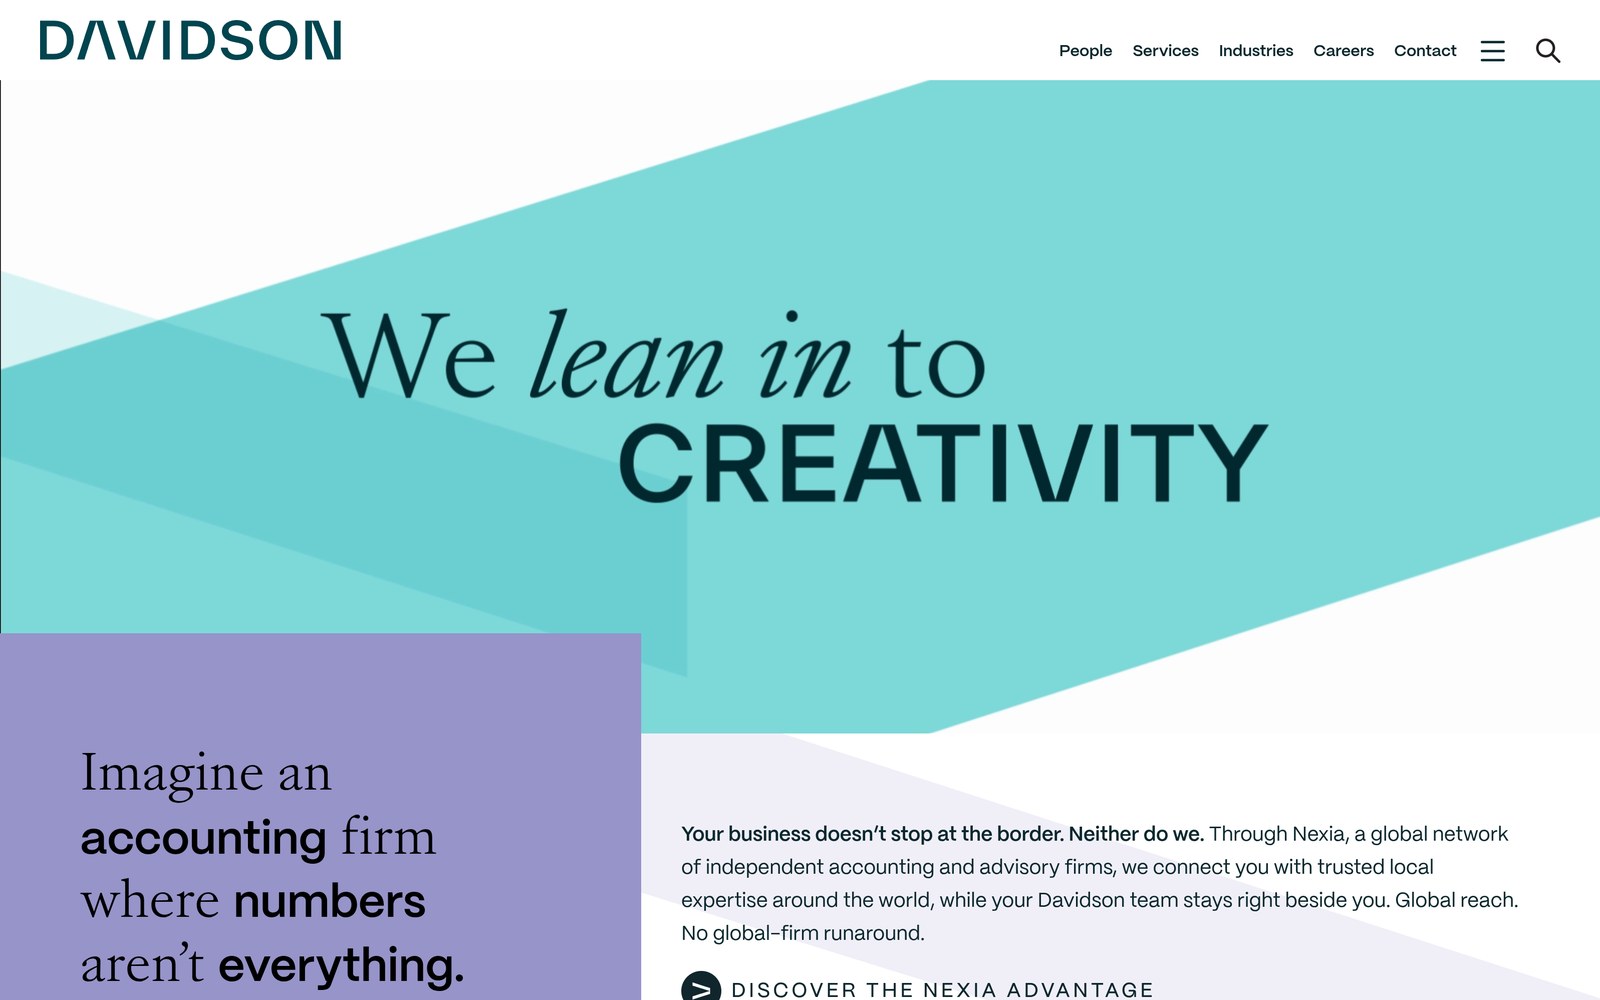 DAVIDSON
People Services Industries Careers Contact
We lean in to
CREATIVITY
Imagine an
accounting firm
where numbers
aren’t everything.
Your business doesn’t stop at the border. Neither do we. Through Nexia, a global network
of independent accounting and advisory firms, we connect you with trusted local
expertise around the world, while your Davidson team stays right beside you. Global reach.
No global-firm runaround.
DISCOVER THE NEXIA ADVANTAGE